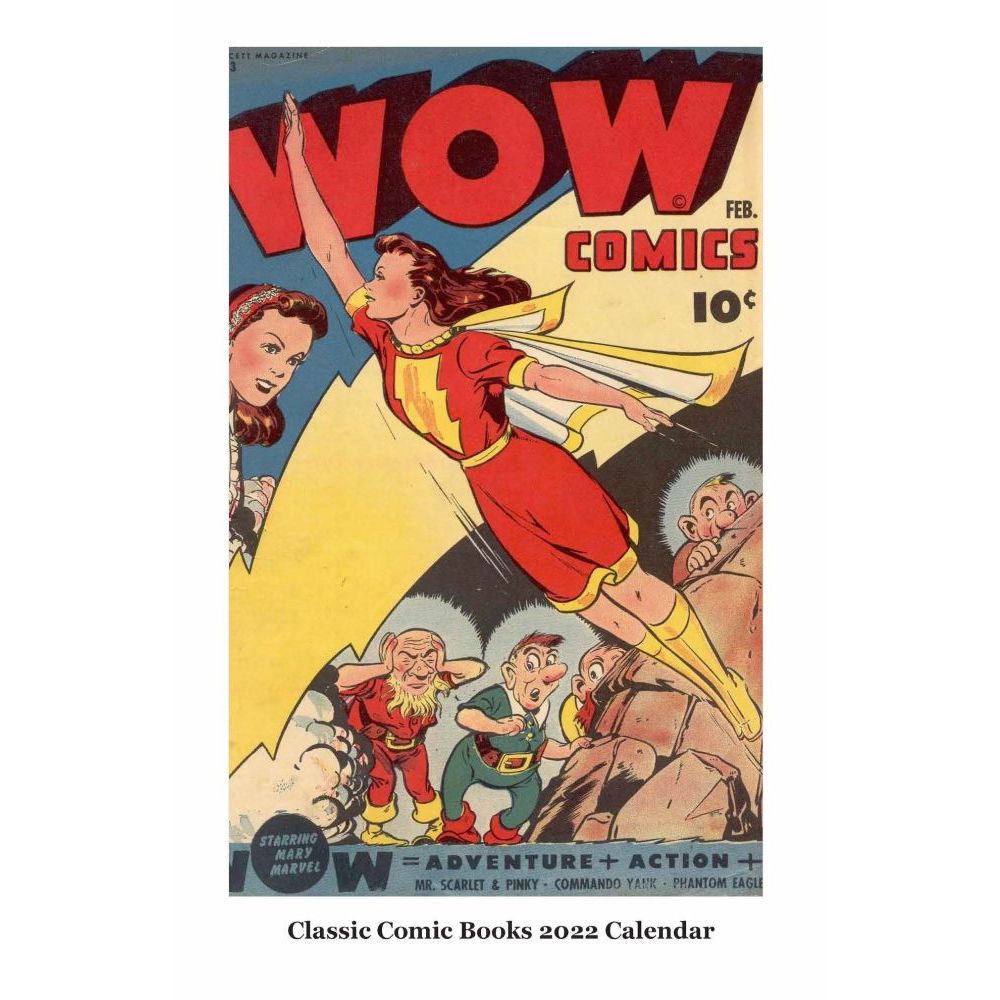 CETT MAGAZINE
3
WOW
©
FEB.
COMICS
10¢
STARRING
MARY
MARVEL
WOW = ADVENTURE + ACTION +
MR. SCARLET & PINKY · COMMANDO YANK · PHANTOM EAGLE
Classic Comic Books 2022 Calendar